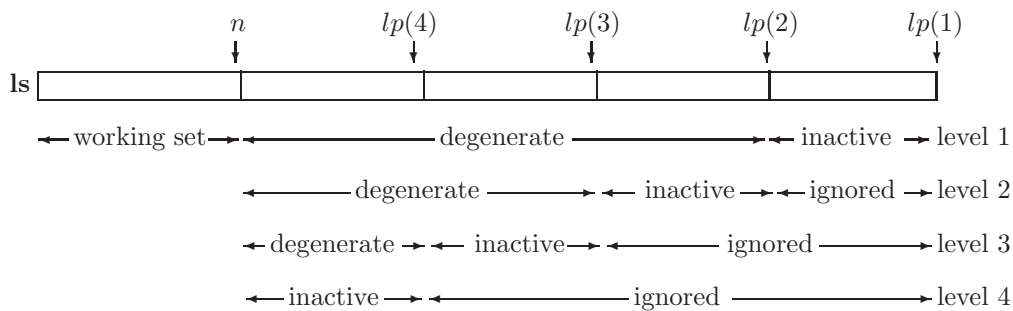 n lp(4) lp(3) lp(2) lp(1)
ls
working set degenerate inactive level 1
degenerate inactive ignored level 2
degenerate inactive ignored level 3
inactive ignored level 4